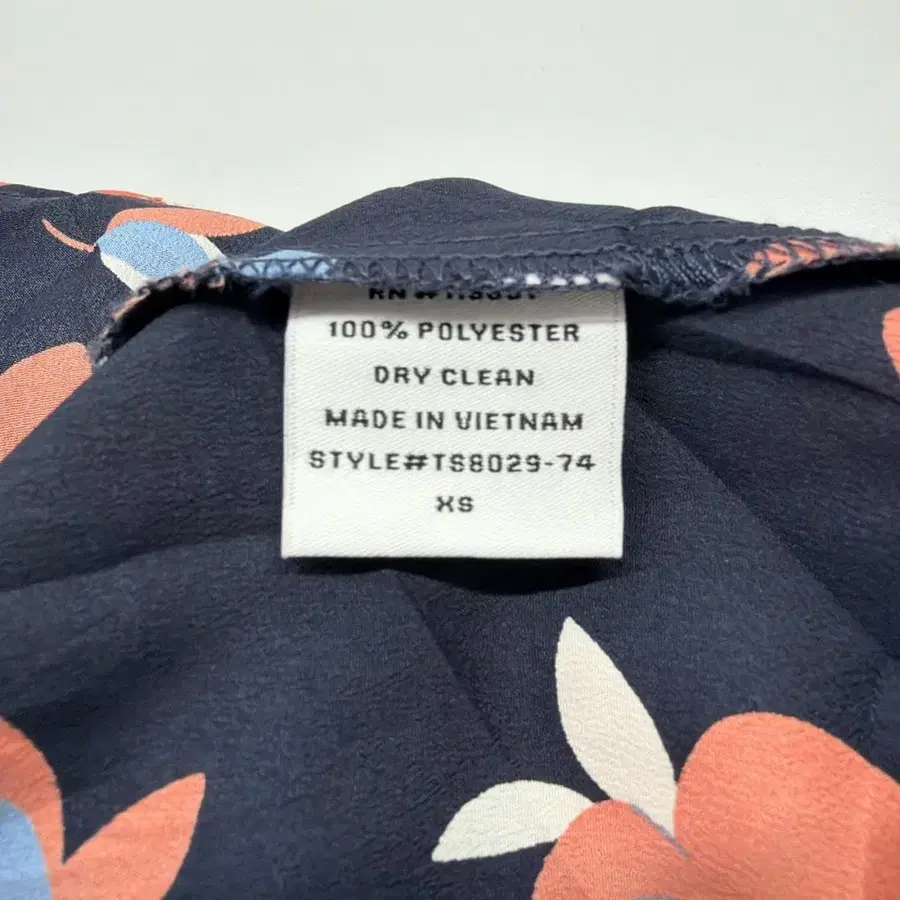 100% POLYESTER
DRY CLEAN
MADE IN VIETNAM
STYLE#TS8029-74
XS